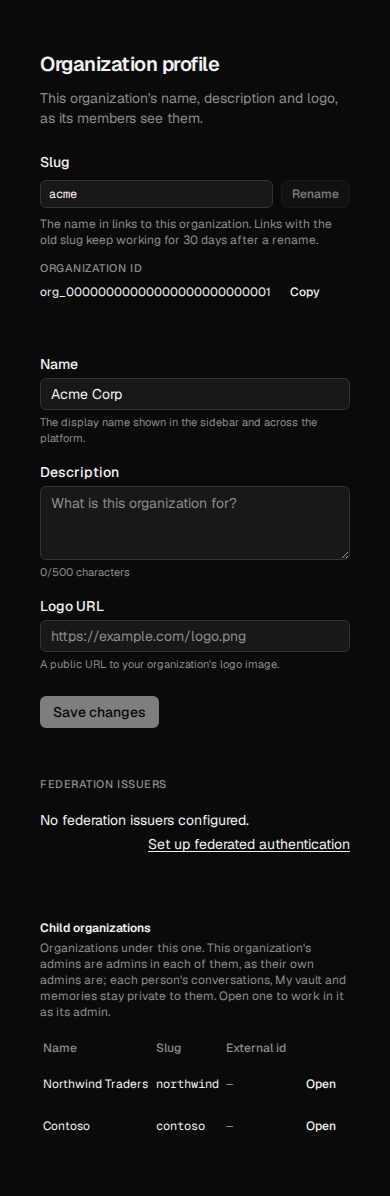 Organization profile
This organization's name, description and logo,
as its members see them.
Slug
acme
Rename
The name in links to this organization. Links with the
old slug keep working for 30 days after a rename.
ORGANIZATION ID
org_00000000000000000000000001
Copy
Name
Acme Corp
The display name shown in the sidebar and across the
platform.
Description
What is this organization for?
0/500 characters
Logo URL
https://example.com/logo.png
A public URL to your organization's logo image.
Save changes
FEDERATION ISSUERS
No federation issuers configured.
Set up federated authentication
Child organizations
Organizations under this one. This organization's
admins are admins in each of them, as their own
admins are; each person's conversations, My vault and
memories stay private to them. Open one to work in it
as its admin.
Name Slug External id
Northwind Traders northwind – Open
Contoso contoso – Open